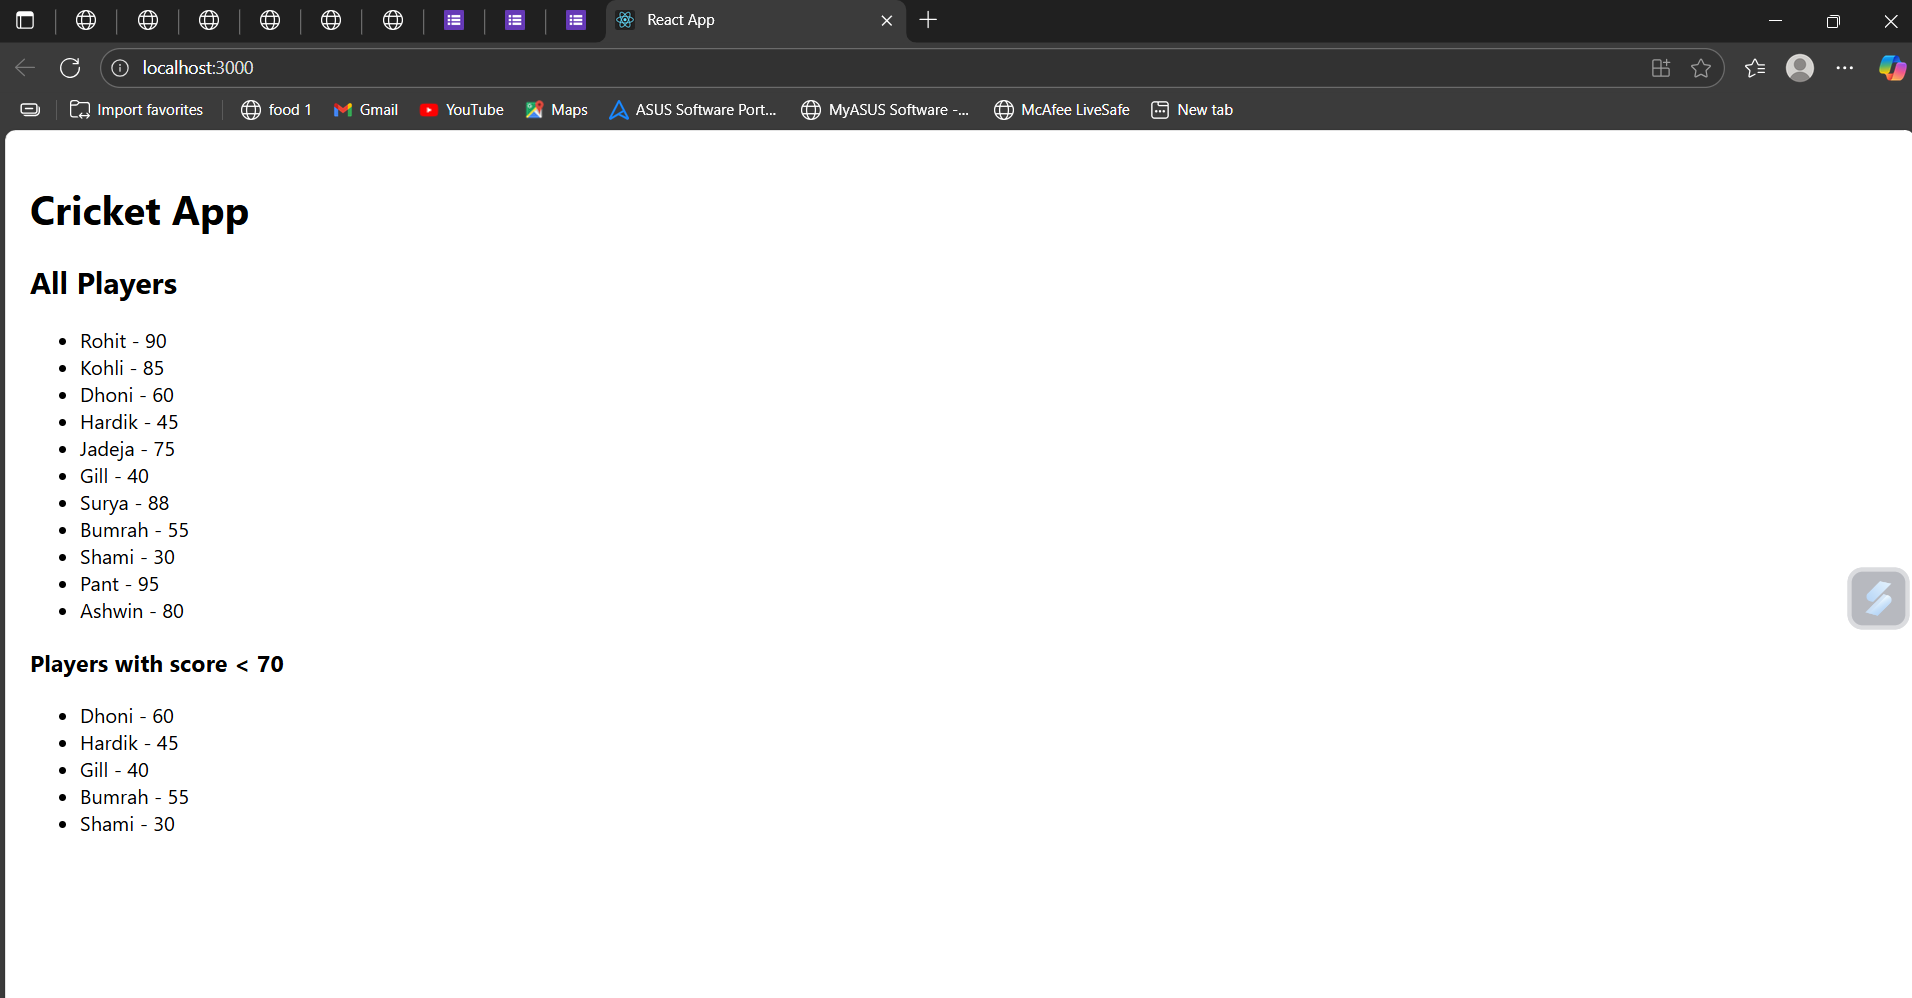 React App
localhost:3000
Import favorites food 1 Gmail YouTube Maps ASUS Software Port... MyASUS Software -... McAfee LiveSafe New tab
Cricket App
All Players
Rohit - 90
Kohli - 85
Dhoni - 60
Hardik - 45
Jadeja - 75
Gill - 40
Surya - 88
Bumrah - 55
Shami - 30
Pant - 95
Ashwin - 80
Players with score < 70
Dhoni - 60
Hardik - 45
Gill - 40
Bumrah - 55
Shami - 30